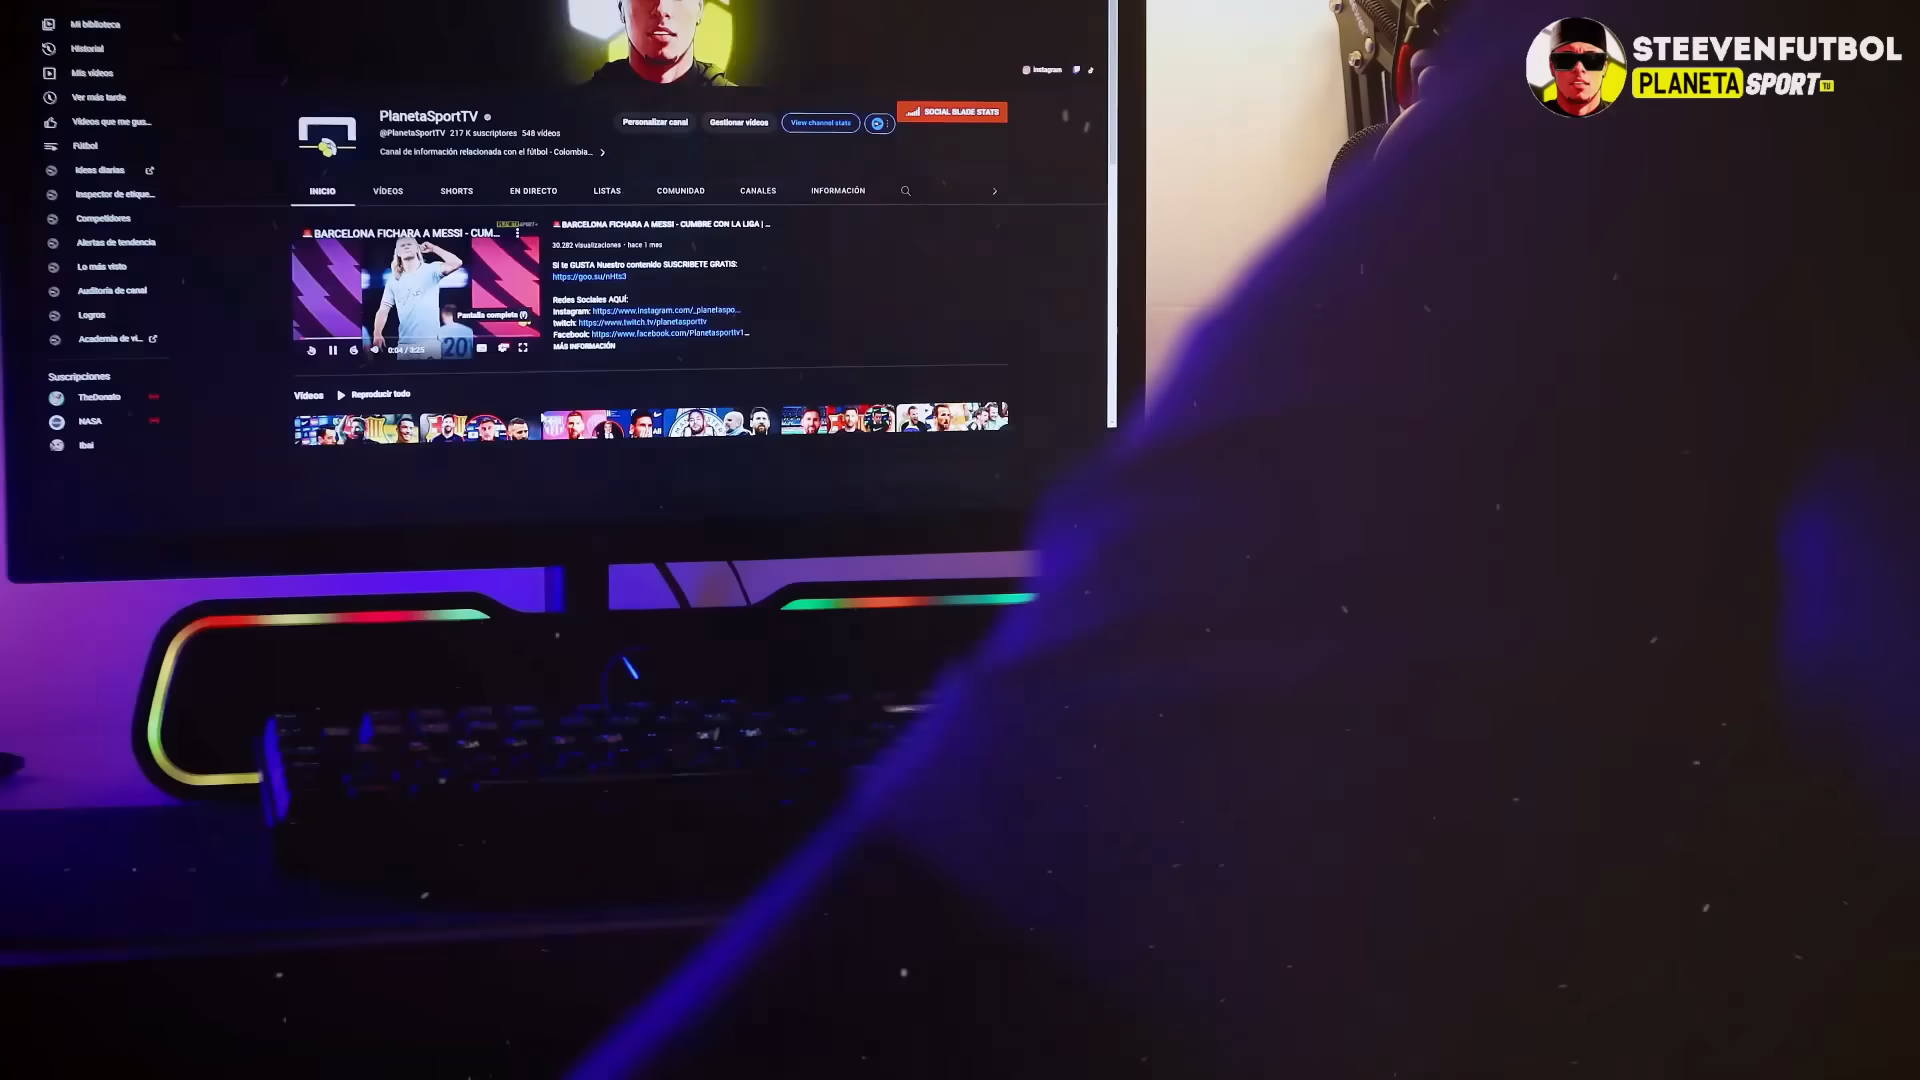 Mi biblioteca
Historial
Mis vídeos
Ver más tarde
Vídeos que me gus...
Fútbol
Ideas diarias
Inspector de etique...
Competidores
Alertas de tendencia
Lo más visto
Auditoría de canal
Logros
Academia de vi...
Suscripciones
TheDonato
NASA
Ibai
Instagram
STEEVENFUTBOL
PLANETA SPORT TV
PlanetaSportTV
@PlanetaSportTV 217 K suscriptores 548 vídeos
Canal de información relacionada con el fútbol - Colombia...
Personalizar canal
Gestionar vídeos
View channel stats
SOCIAL BLADE STATS
INICIO VÍDEOS SHORTS EN DIRECTO LISTAS COMUNIDAD CANALES INFORMACIÓN
BARCELONA FICHARA A MESSI - CUM...
Pantalla completa (f)
0:04 / 3:25
20
BARCELONA FICHARA A MESSI - CUMBRE CON LA LIGA | ...
30.282 visualizaciones · hace 1 mes
Si te GUSTA Nuestro contenido SUSCRIBETE GRATIS:
https://goo.su/nHts3
Redes Sociales AQUÍ:
Instagram: https://www.instagram.com/_planetaspo...
twitch: https://www.twitch.tv/planetasporttv
Facebook: https://www.facebook.com/Planetasporttv1...
MÁS INFORMACIÓN
Vídeos Reproducir todo